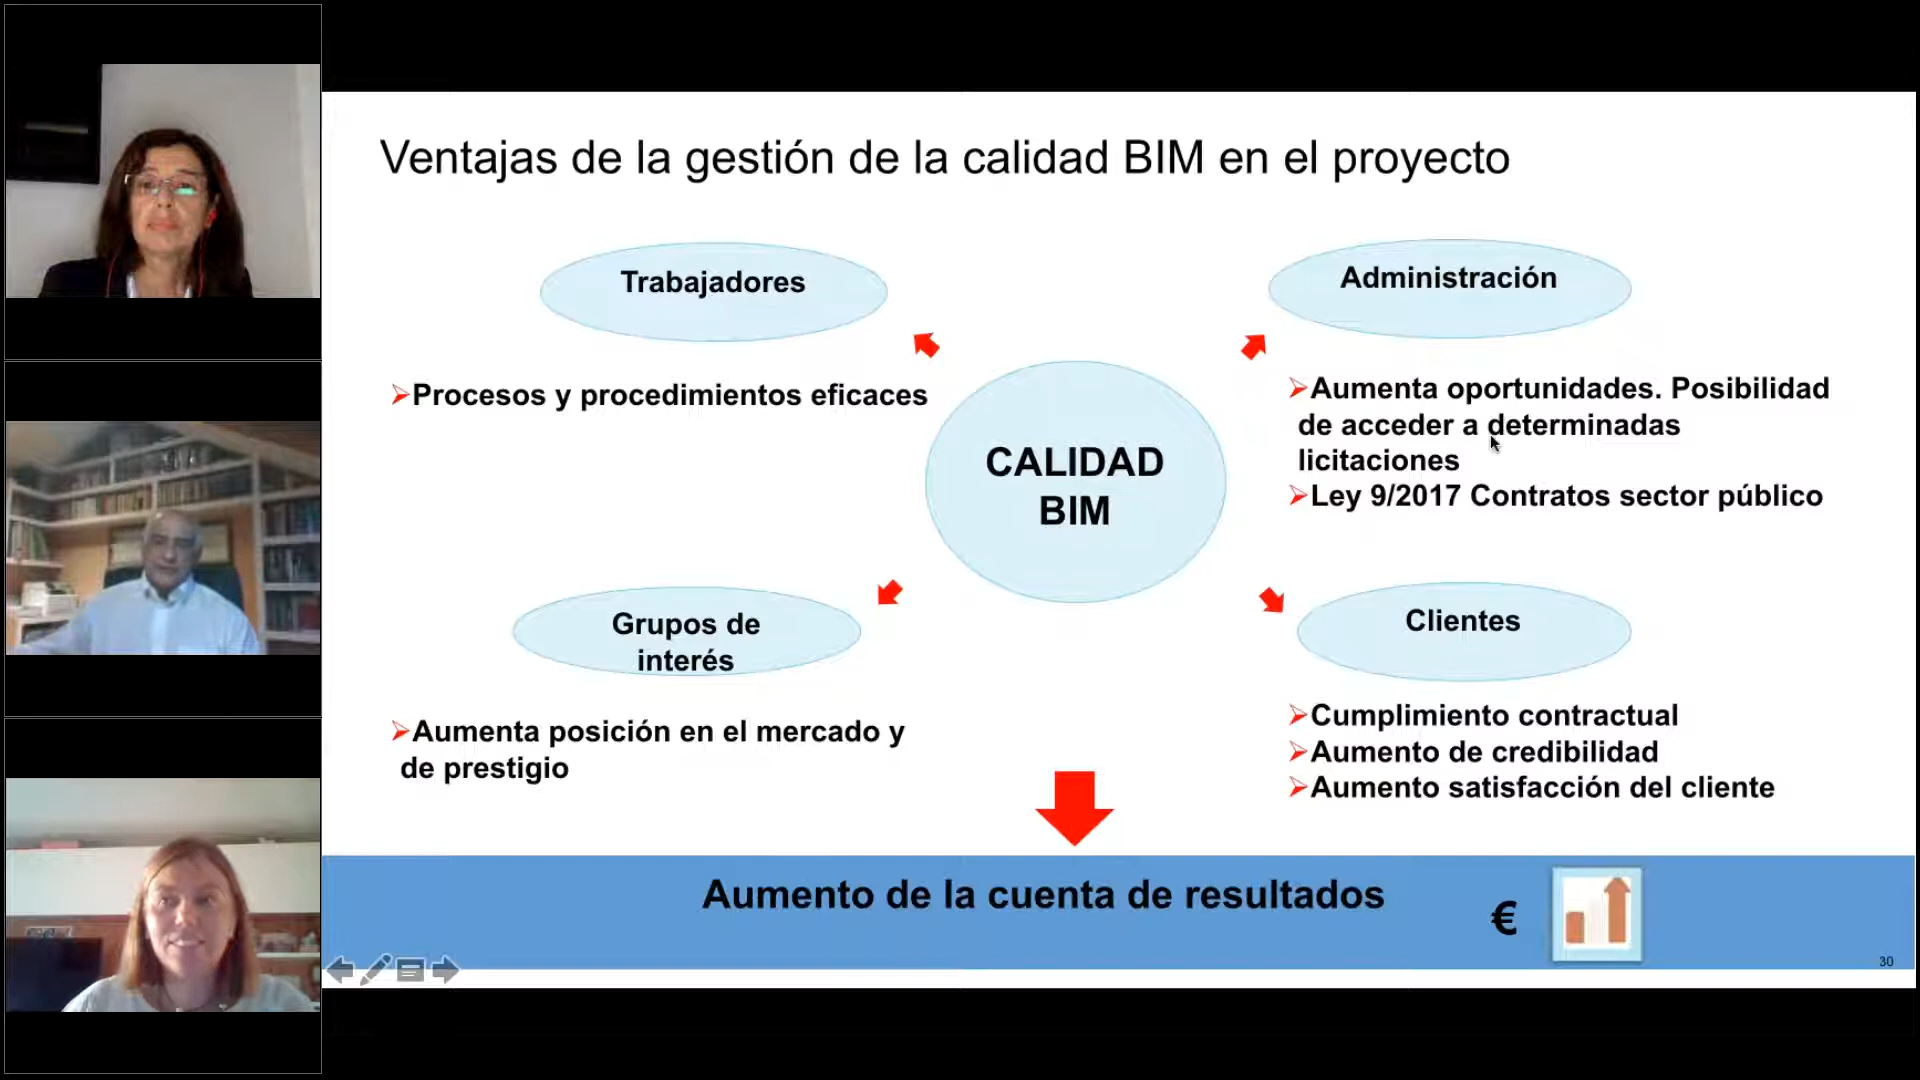 Ventajas de la gestión de la calidad BIM en el proyecto
Trabajadores
➢Procesos y procedimientos eficaces
Administración
➢Aumenta oportunidades. Posibilidad
de acceder a determinadas
licitaciones
➢Ley 9/2017 Contratos sector público
CALIDAD
BIM
Grupos de
interés
➢Aumenta posición en el mercado y
de prestigio
Clientes
➢Cumplimiento contractual
➢Aumento de credibilidad
➢Aumento satisfacción del cliente
Aumento de la cuenta de resultados
€
30